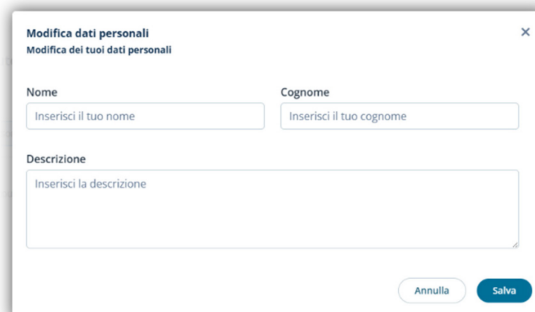 Modifica dati personali
Modifica dei tuoi dati personali
Nome
Cognome
Inserisci il tuo nome
Inserisci il tuo cognome
Descrizione
Inserisci la descrizione
Annulla
Salva